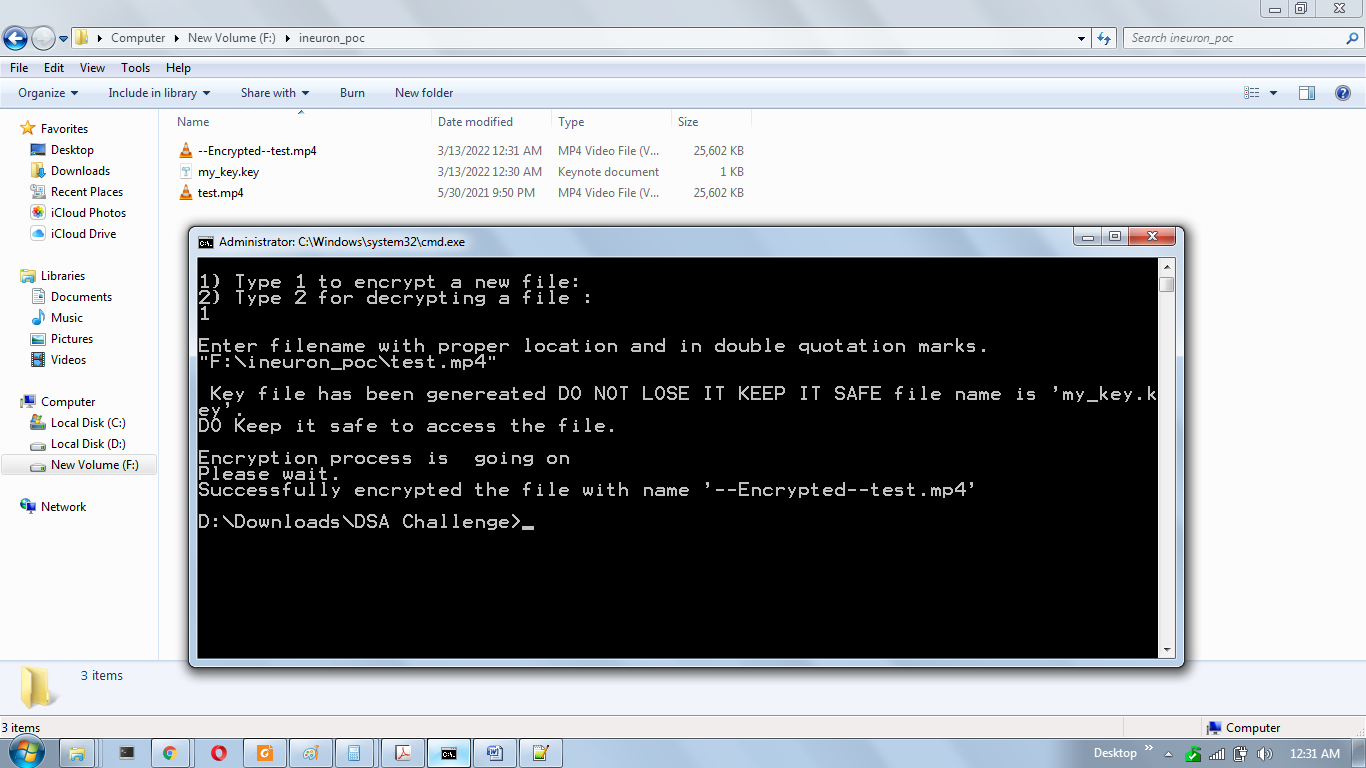 Computer New Volume (F:) ineuron_poc Search ineuron_poc
File Edit View Tools Help
Organize Include in library Share with Burn New folder
Name Date modified Type Size
--Encrypted--test.mp4 3/13/2022 12:31 AM MP4 Video File (V... 25,602 KB
my_key.key 3/13/2022 12:30 AM Keynote document 1 KB
test.mp4 5/30/2021 9:50 PM MP4 Video File (V... 25,602 KB
Favorites
Desktop
Downloads
Recent Places
iCloud Photos
iCloud Drive
Libraries
Documents
Music
Pictures
Videos
Computer
Local Disk (C:)
Local Disk (D:)
New Volume (F:)
Network
Administrator: C:\Windows\system32\cmd.exe
1) Type 1 to encrypt a new file:
2) Type 2 for decrypting a file :
1
Enter filename with proper location and in double quotation marks.
"F:\ineuron_poc\test.mp4"
Key file has been genereated DO NOT LOSE IT KEEP IT SAFE file name is 'my_key.k
ey'.
DO Keep it safe to access the file.
Encryption process is  going on
Please wait.
Successfully encrypted the file with name '--Encrypted--test.mp4'
D:\Downloads\DSA Challenge>_
3 items
3 items Computer
Desktop 12:31 AM